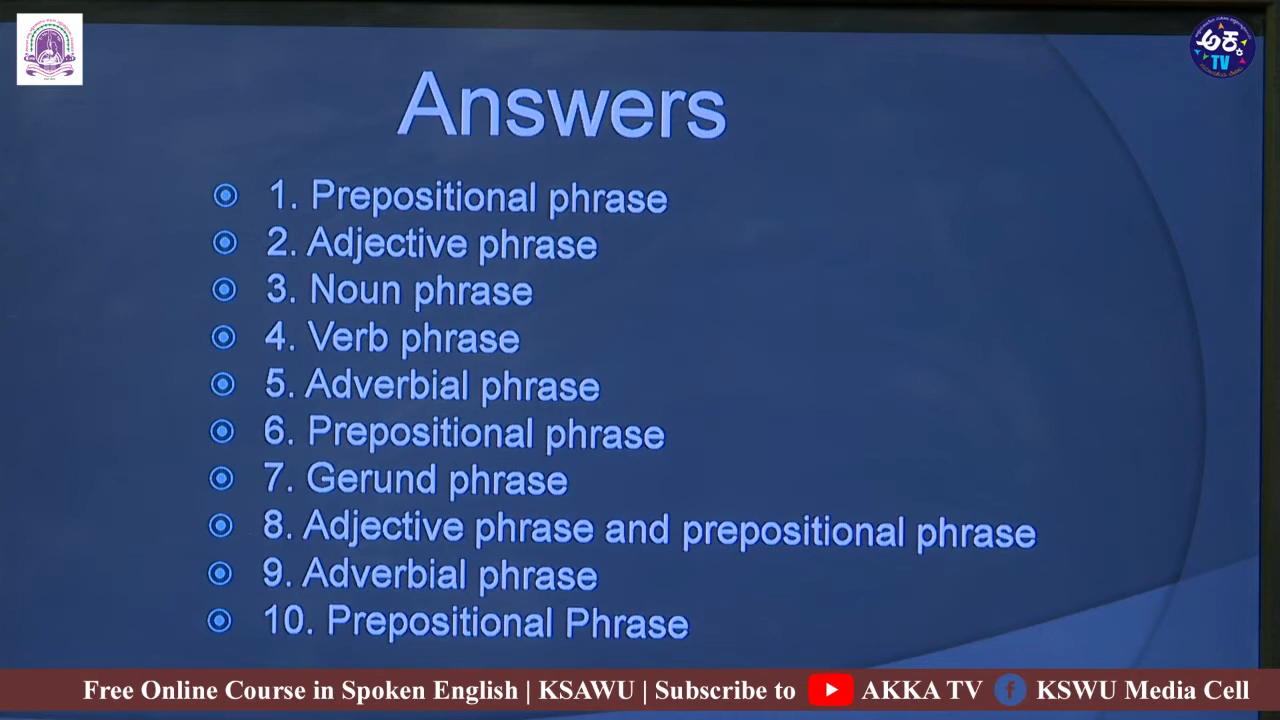 ಅಕ್ಕ
TV
Answers
1. Prepositional phrase
2. Adjective phrase
3. Noun phrase
4. Verb phrase
5. Adverbial phrase
6. Prepositional phrase
7. Gerund phrase
8. Adjective phrase and prepositional phrase
9. Adverbial phrase
10. Prepositional Phrase
Free Online Course in Spoken English | KSAWU | Subscribe to AKKA TV KSWU Media Cell